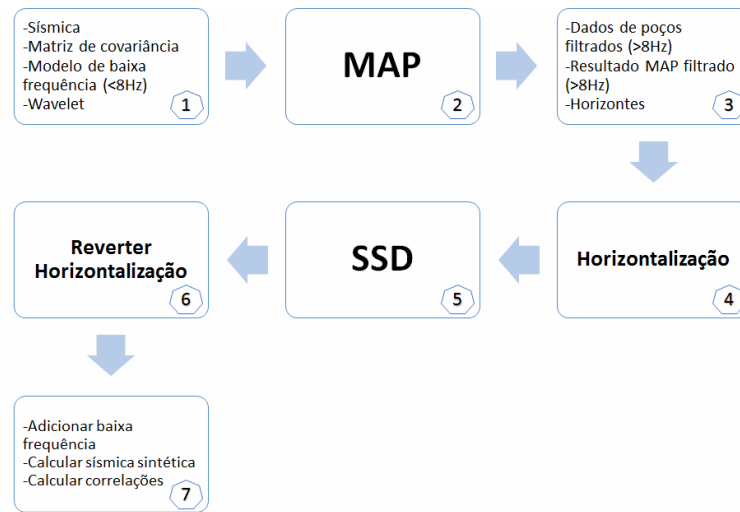 -Sísmica
-Matriz de covariância
-Modelo de baixa
frequência (<8Hz)
-Wavelet
1
MAP
2
-Dados de poços
filtrados (>8Hz)
-Resultado MAP filtrado
(>8Hz)
-Horizontes
3
Horizontalização
4
SSD
5
Reverter
Horizontalização
6
-Adicionar baixa
frequência
-Calcular sísmica sintética
-Calcular correlações
7